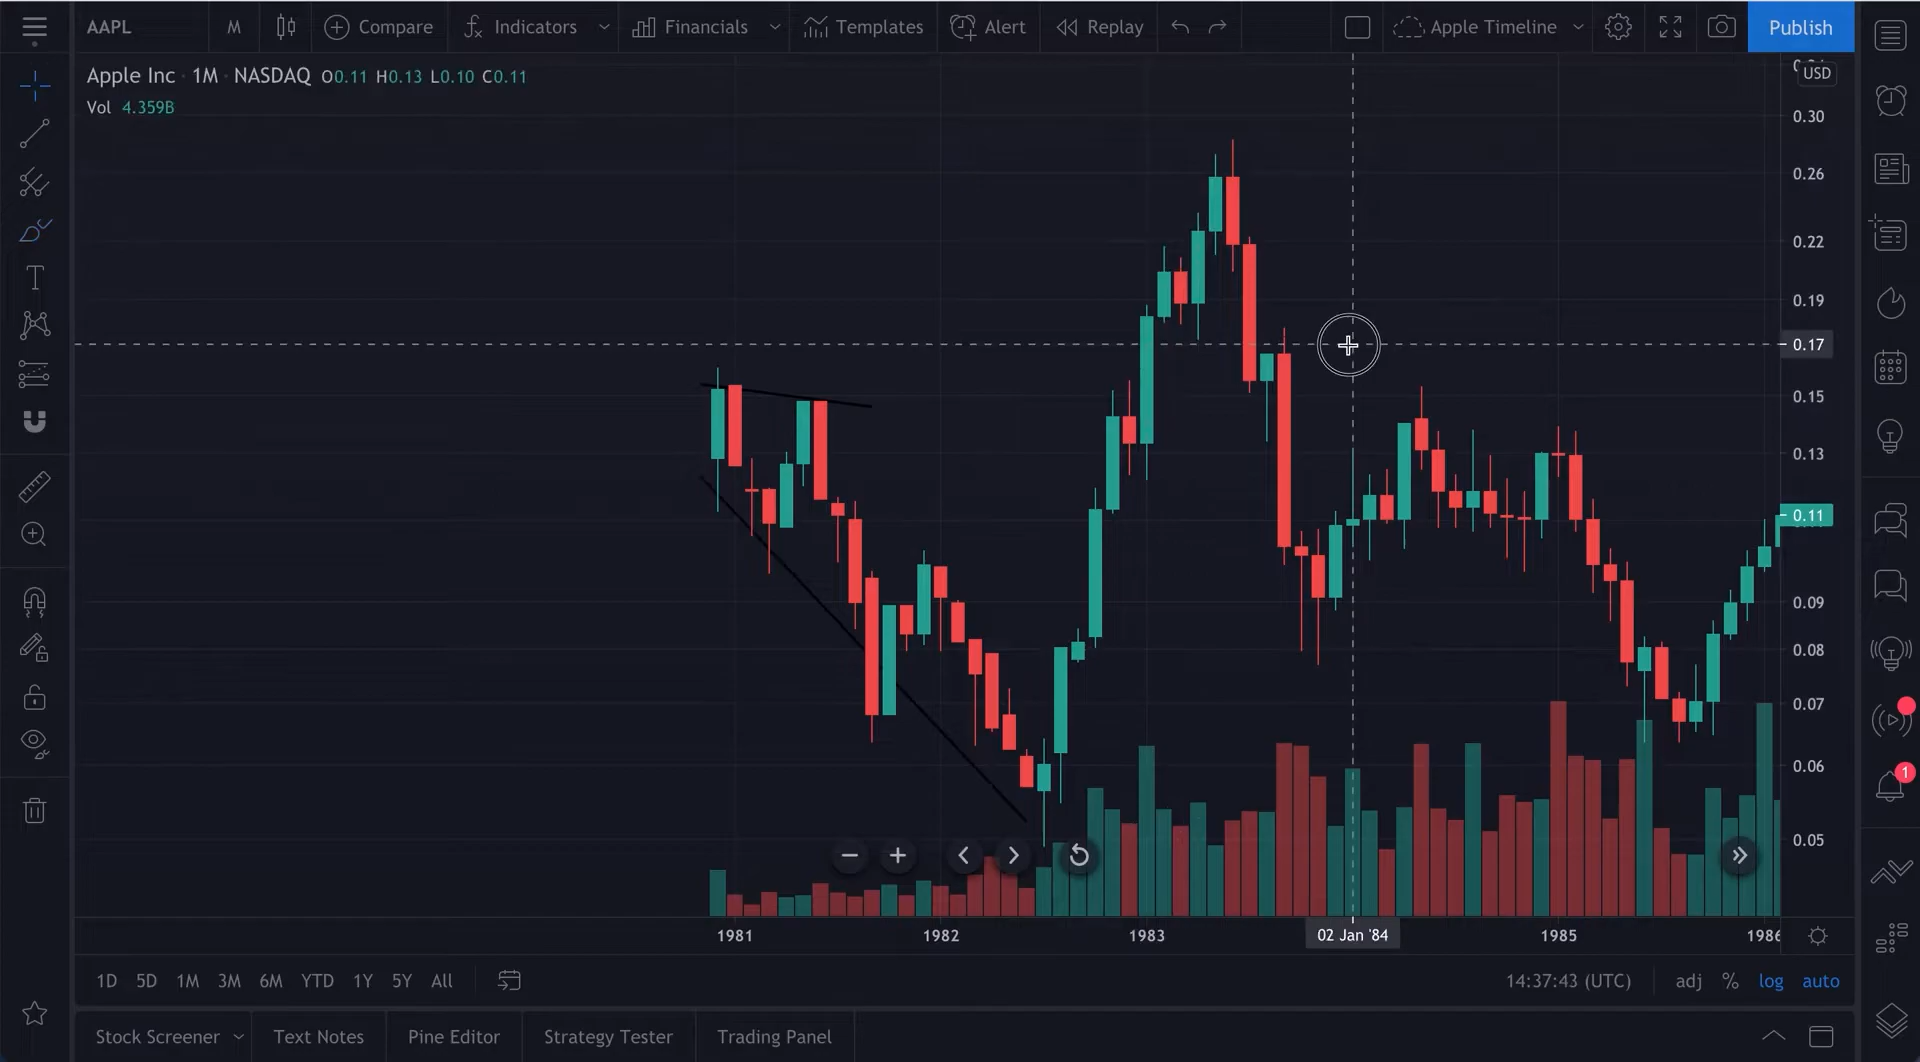 AAPL M Compare Indicators Financials Templates Alert Replay Apple Timeline Publish
Apple Inc · 1M · NASDAQ O0.11 H0.13 L0.10 C0.11
USD
Vol 4.359B
0.30
0.26
0.22
0.19
0.17
0.15
0.13
0.11
0.09
0.08
0.07
0.06
0.05
1
1981 1982 1983 02 Jan '84 1985 1986
1D 5D 1M 3M 6M YTD 1Y 5Y All 14:37:43 (UTC) adj % log auto
Stock Screener Text Notes Pine Editor Strategy Tester Trading Panel